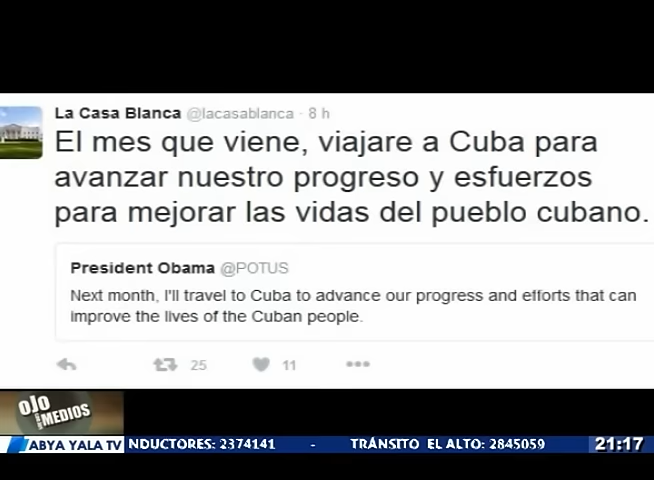 La Casa Blanca @lacasablanca · 8 h
El mes que viene, viajare a Cuba para
avanzar nuestro progreso y esfuerzos
para mejorar las vidas del pueblo cubano.
President Obama @POTUS
Next month, I'll travel to Cuba to advance our progress and efforts that can
improve the lives of the Cuban people.
25 11
OJO
MEDIOS
ABYA YALA TV NDUCTORES: 2374141 - TRÁNSITO EL ALTO: 2845059 21:17